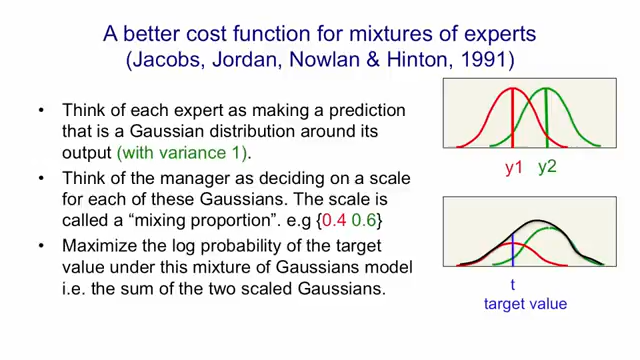 A better cost function for mixtures of experts
(Jacobs, Jordan, Nowlan & Hinton, 1991)
• Think of each expert as making a prediction
that is a Gaussian distribution around its
output (with variance 1).
• Think of the manager as deciding on a scale
for each of these Gaussians. The scale is
called a “mixing proportion”. e.g {0.4 0.6}
• Maximize the log probability of the target
value under this mixture of Gaussians model
i.e. the sum of the two scaled Gaussians.
y1 y2
t
target value